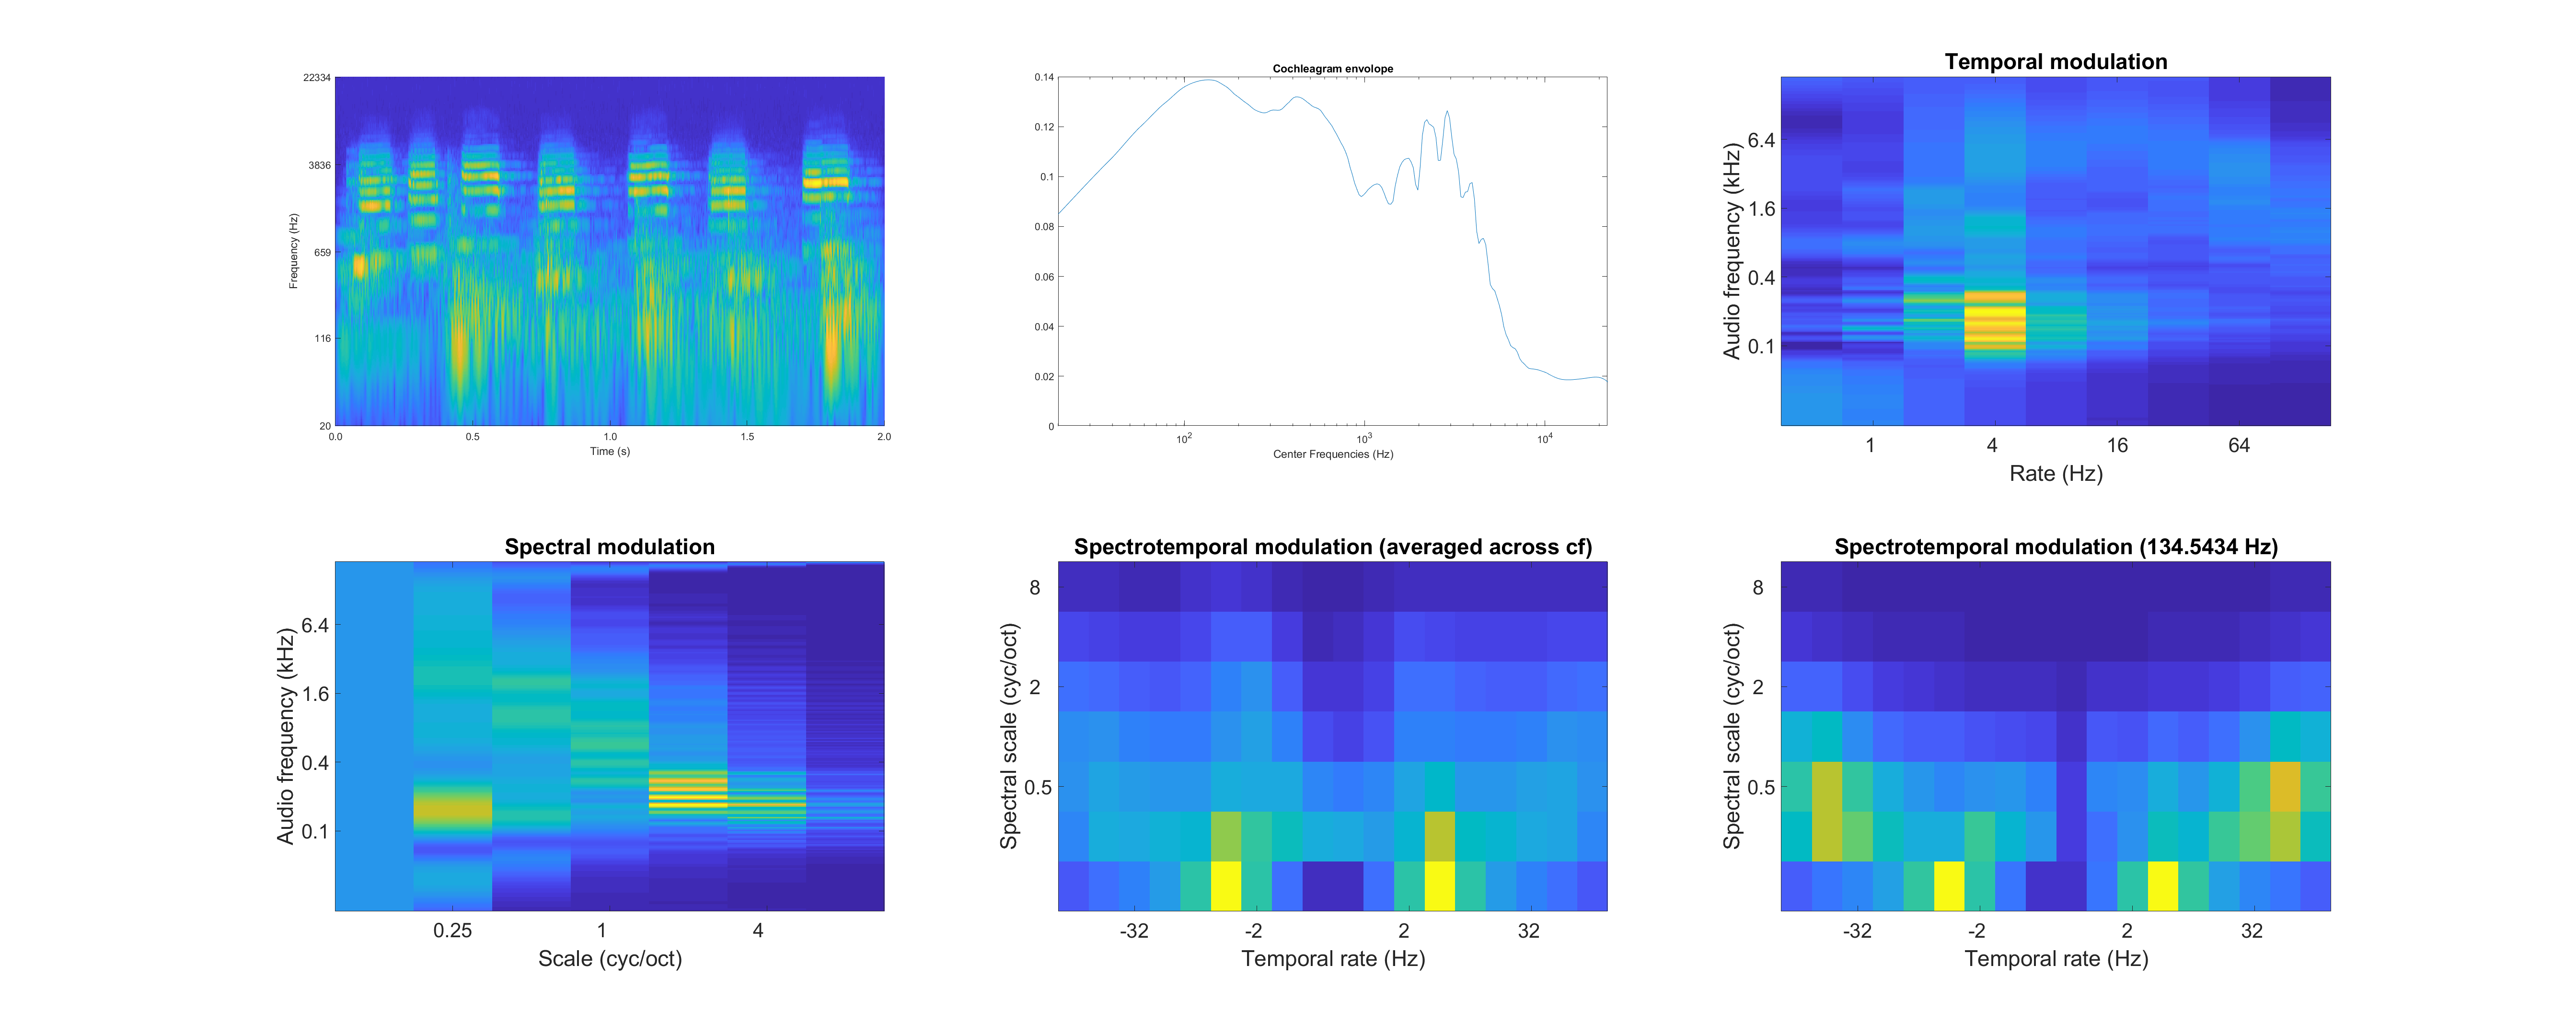 22334
3836
659
116
20
0.0 0.5 1.0 1.5 2.0
Frequency (Hz)
Time (s)
Cochleagram envolope
0.14
0.12
0.1
0.08
0.06
0.04
0.02
0
10^2 10^3 10^4
Center Frequencies (Hz)
Temporal modulation
6.4
1.6
0.4
0.1
Audio frequency (kHz)
1 4 16 64
Rate (Hz)
Spectral modulation
6.4
1.6
0.4
0.1
Audio frequency (kHz)
0.25 1 4
Scale (cyc/oct)
Spectrotemporal modulation (averaged across cf)
8
2
0.5
Spectral scale (cyc/oct)
-32 -2 2 32
Temporal rate (Hz)
Spectrotemporal modulation (134.5434 Hz)
8
2
0.5
Spectral scale (cyc/oct)
-32 -2 2 32
Temporal rate (Hz)